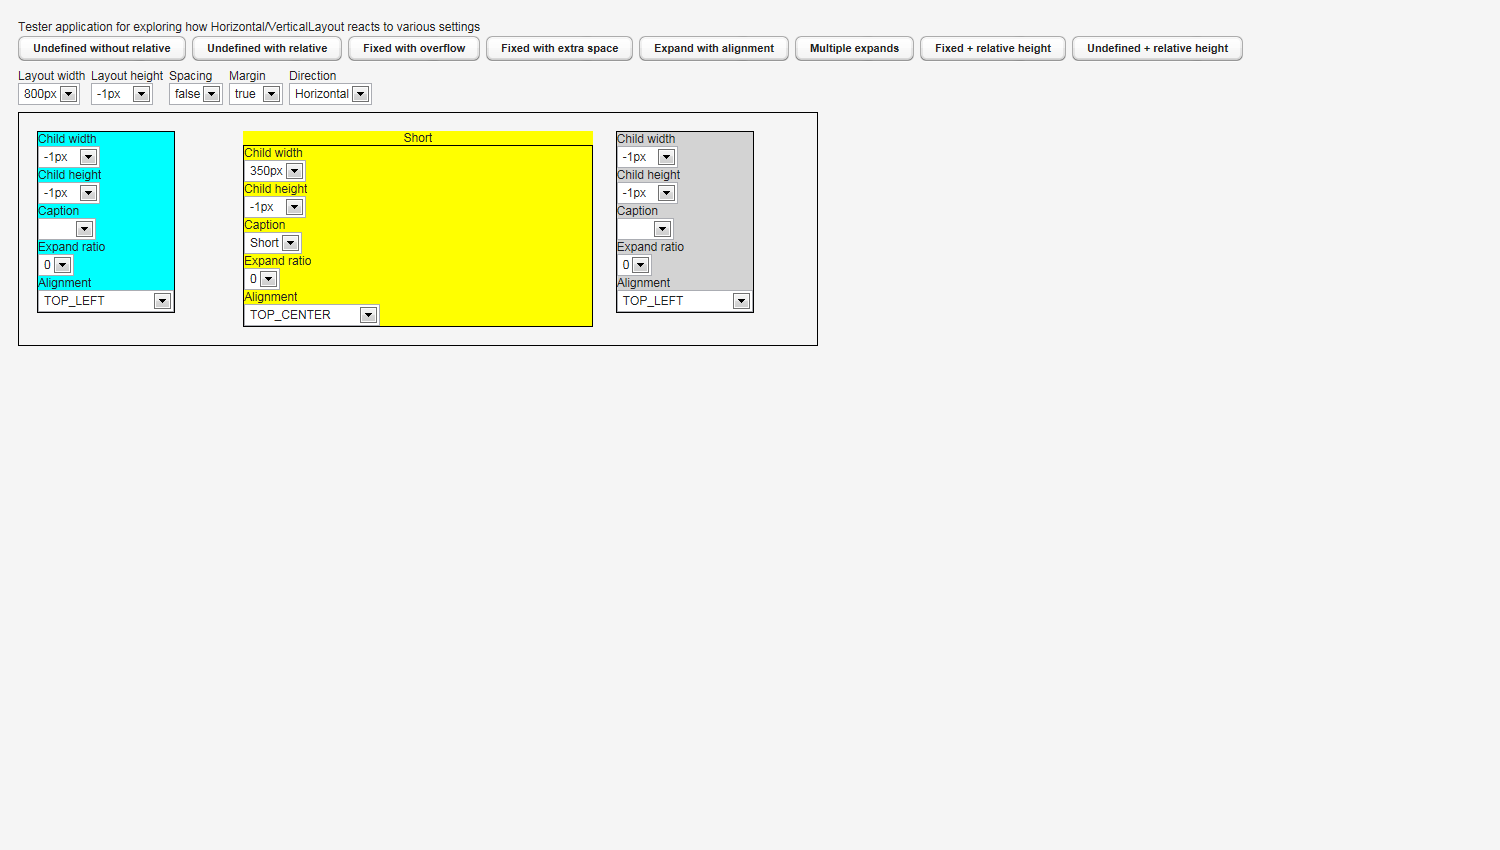 Tester application for exploring how Horizontal/VerticalLayout reacts to various settings
Undefined without relative Undefined with relative Fixed with overflow Fixed with extra space Expand with alignment Multiple expands Fixed + relative height Undefined + relative height
Layout width Layout height Spacing Margin Direction
800px -1px false true Horizontal
Child width
-1px
Child height
-1px
Caption
Expand ratio
0
Alignment
TOP_LEFT
Short
Child width
350px
Child height
-1px
Caption
Short
Expand ratio
0
Alignment
TOP_CENTER
Child width
-1px
Child height
-1px
Caption
Expand ratio
0
Alignment
TOP_LEFT